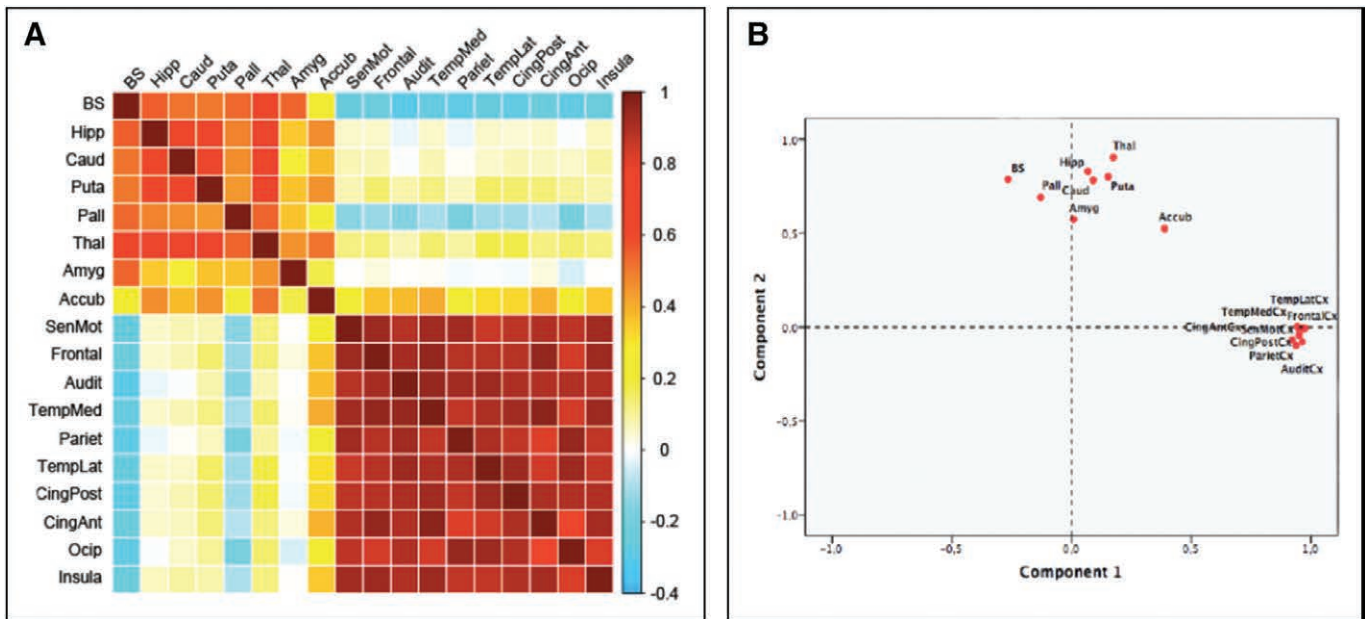 A
BS Hipp Caud Puta Pall Thal Amyg Accub SenMot Frontal Audit TempMed Pariet TempLat CingPost CingAnt Ocip Insula
BS
Hipp
Caud
Puta
Pall
Thal
Amyg
Accub
SenMot
Frontal
Audit
TempMed
Pariet
TempLat
CingPost
CingAnt
Ocip
Insula
1
0.8
0.6
0.4
0.2
0
-0.2
-0.4
B
Component 2
1.0
0.5
0.0
-0.5
-1.0
Thal
BS
Hipp
Pall
Caud
Puta
Amyg
Accub
TempLatCx
TempMedCx
FrontalCx
SenMotCx
CingPostCx
ParietCx
AuditCx
-1,0 -0,5 0,0 0,5 1,0
Component 1